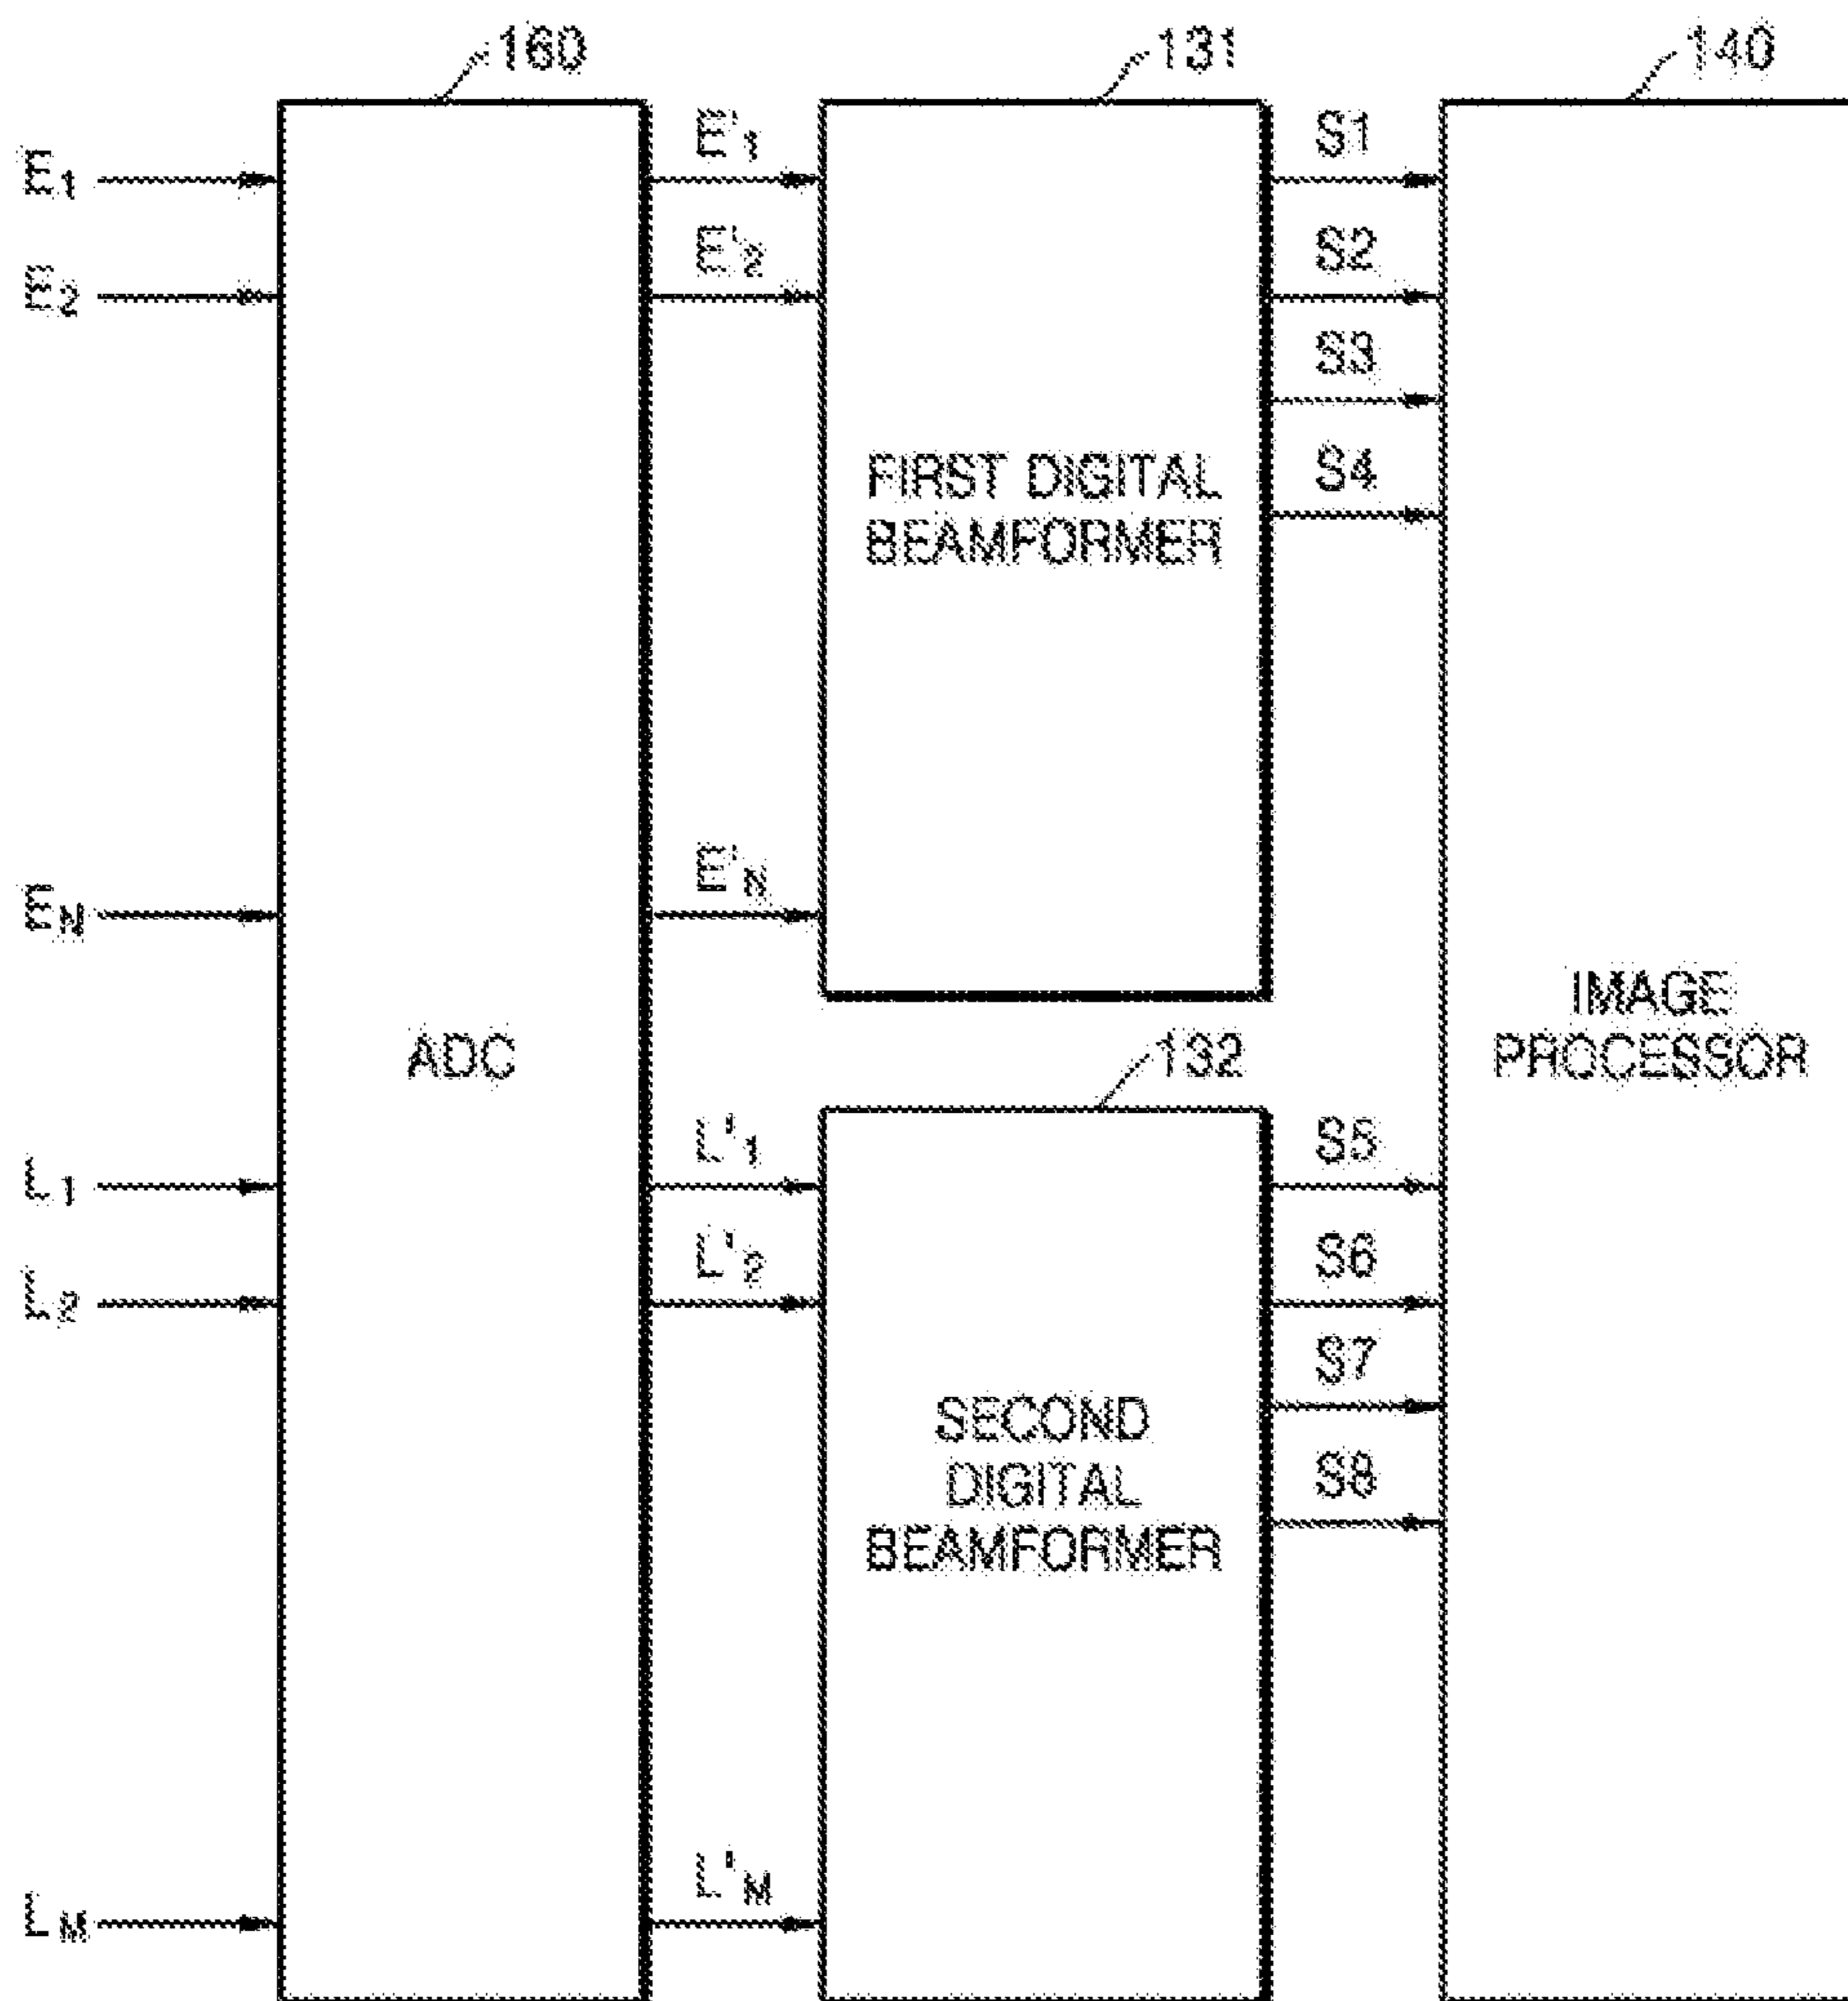 160 131 140
E1 E'1 S1
E2 E'2 S2
S3
S4
FIRST DIGITAL
BEAMFORMER
EN E'N
ADC
IMAGE
PROCESSOR
132
L1 L'1 S5
L2 L'2 S6
S7
S8
SECOND
DIGITAL
BEAMFORMER
LM L'M